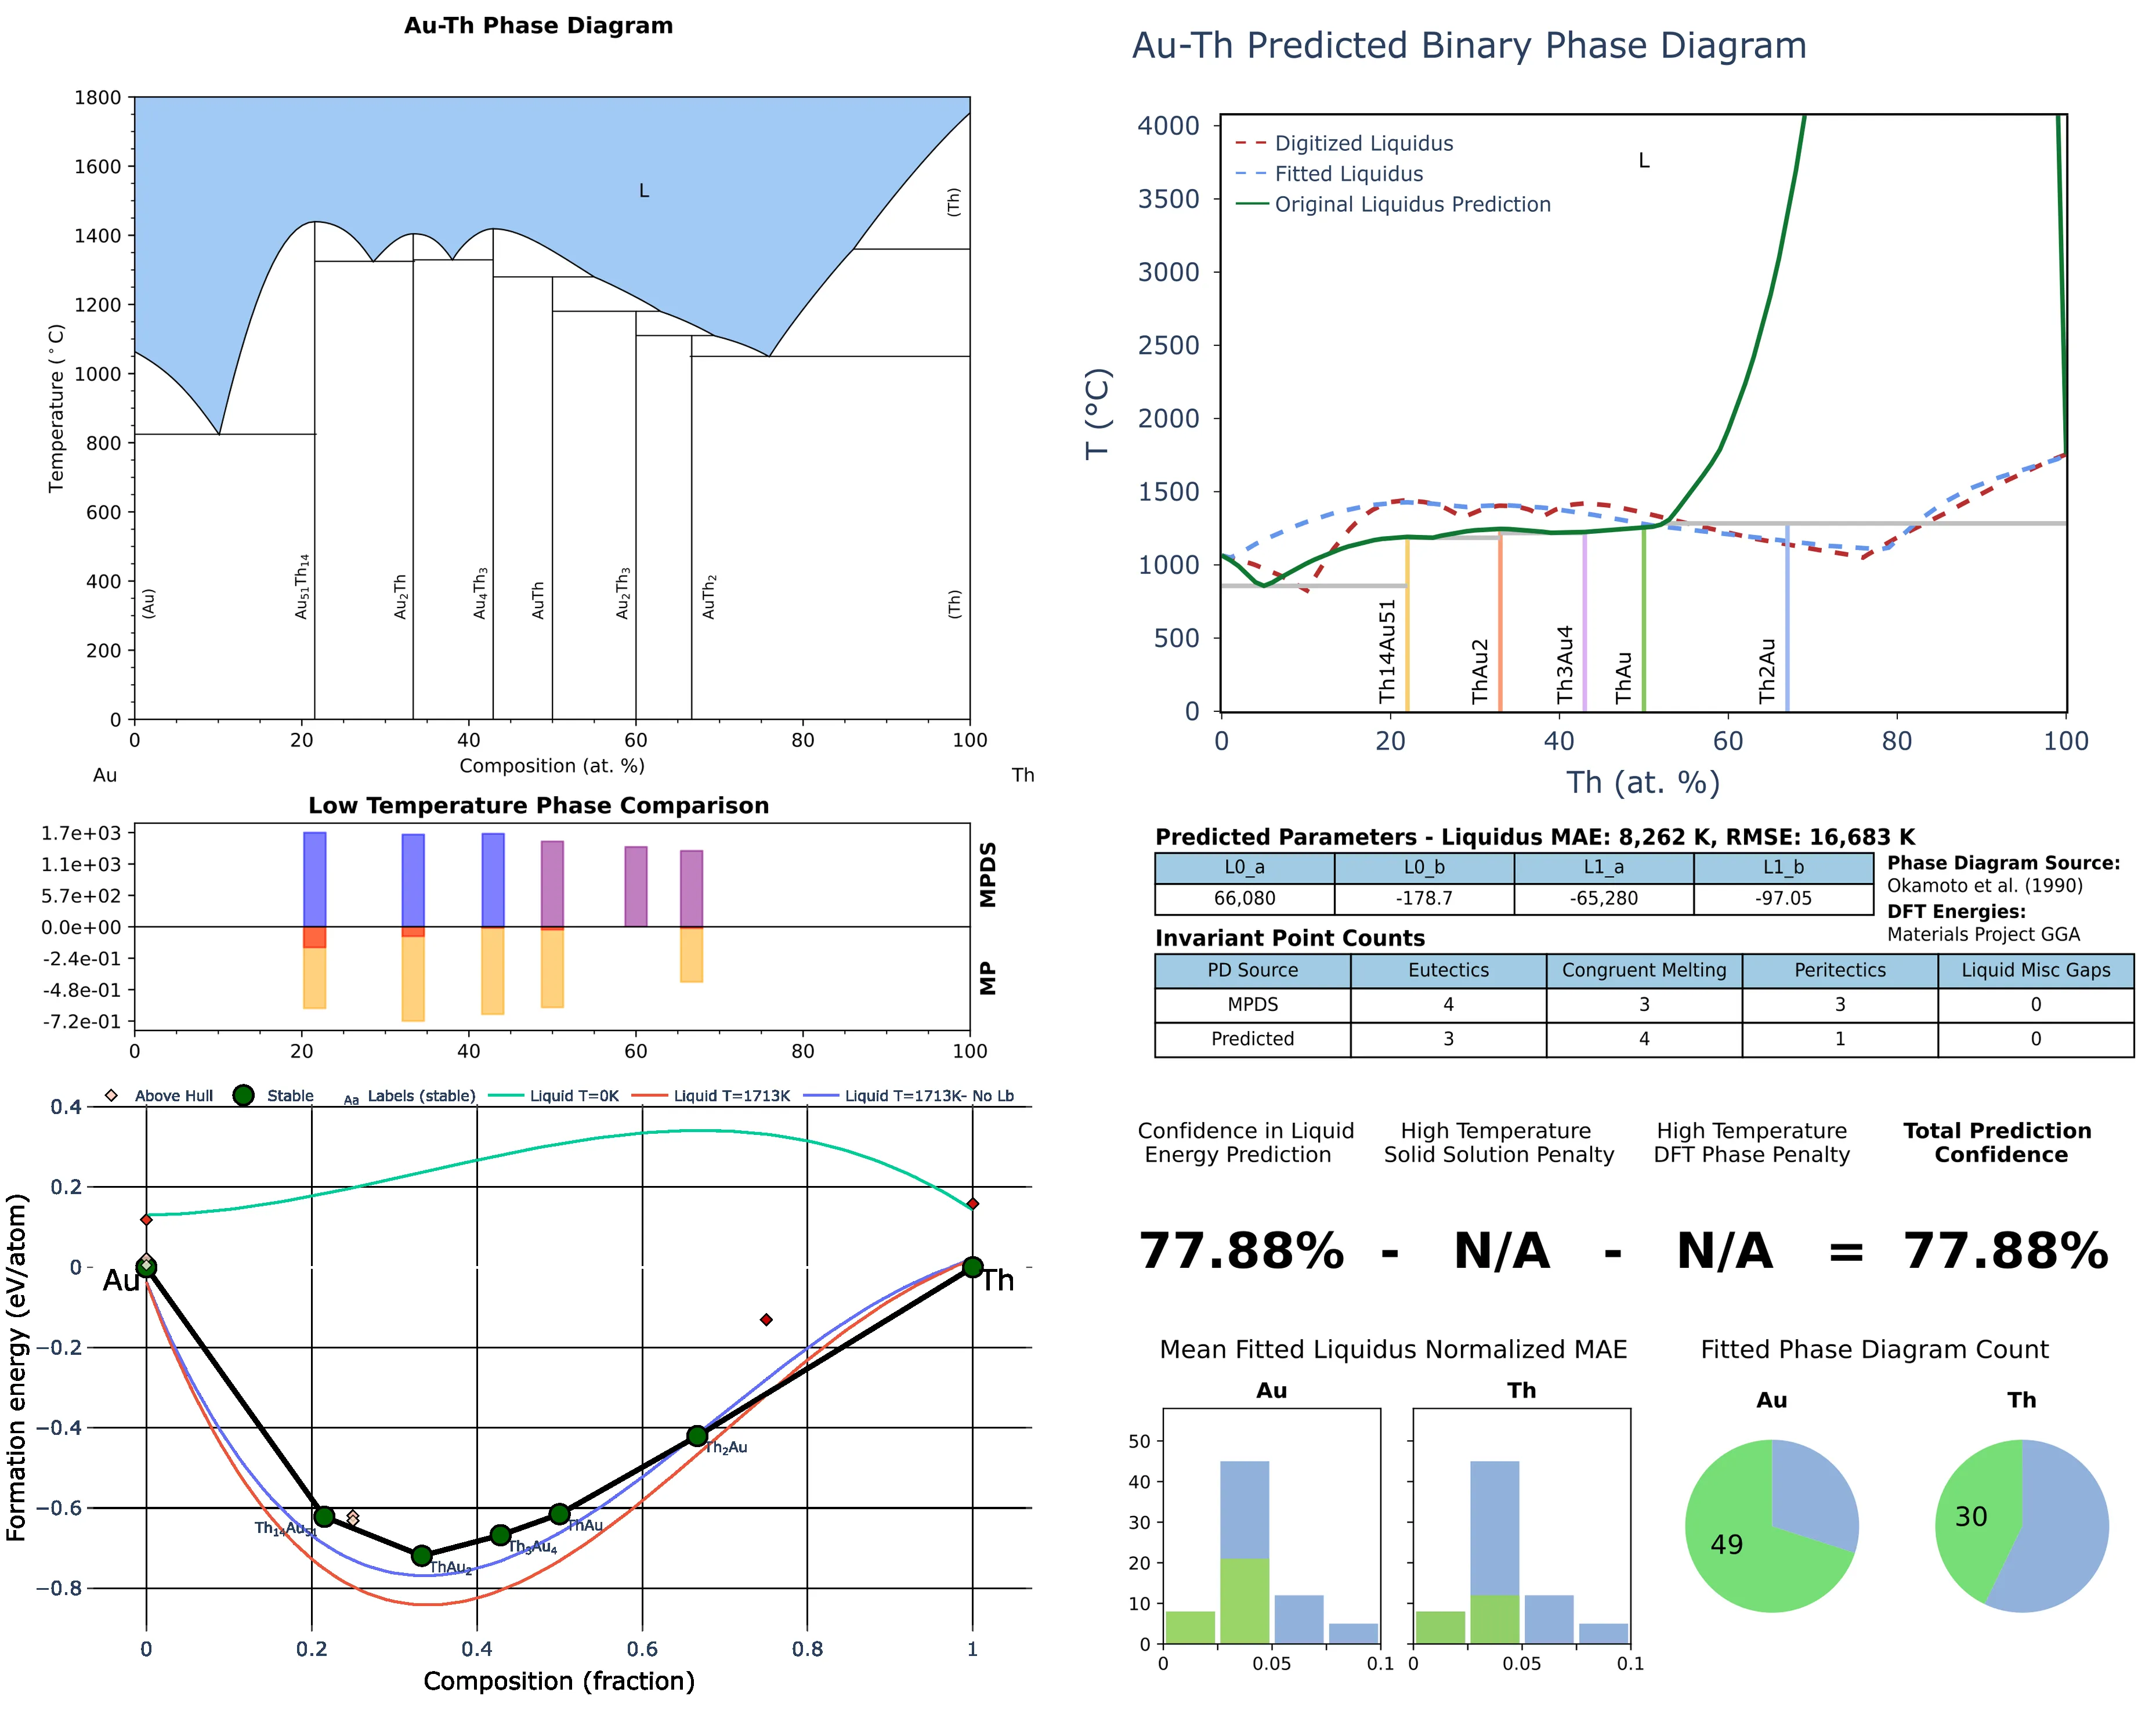 Au-Th Phase Diagram
1800
1600
1400
1200
1000
800
600
400
200
0
Temperature (°C)
L
(Th)
(Au)
Au51Th14
Au2Th
Au4Th3
AuTh
Au2Th3
AuTh2
(Th)
0 20 40 60 80 100
Composition (at. %)
Au Th
Low Temperature Phase Comparison
1.7e+03
1.1e+03
5.7e+02
0.0e+00
-2.4e-01
-4.8e-01
-7.2e-01
MPDS
MP
0 20 40 60 80 100
Above Hull Stable Aa Labels (stable) Liquid T=0K Liquid T=1713K Liquid T=1713K- No Lb
0.4
0.2
0
−0.2
−0.4
−0.6
−0.8
Formation energy (eV/atom)
Au
Th
Th2Au
Th14Au51
ThAu
Th3Au4
ThAu2
0 0.2 0.4 0.6 0.8 1
Composition (fraction)
Au-Th Predicted Binary Phase Diagram
4000
3500
3000
2500
2000
1500
1000
500
0
T (°C)
Digitized Liquidus
Fitted Liquidus
Original Liquidus Prediction
L
Th14Au51
ThAu2
Th3Au4
ThAu
Th2Au
0 20 40 60 80 100
Th (at. %)
Predicted Parameters - Liquidus MAE: 8,262 K, RMSE: 16,683 K
L0_a L0_b L1_a L1_b
66,080 -178.7 -65,280 -97.05
Phase Diagram Source:
Okamoto et al. (1990)
DFT Energies:
Materials Project GGA
Invariant Point Counts
PD Source Eutectics Congruent Melting Peritectics Liquid Misc Gaps
MPDS 4 3 3 0
Predicted 3 4 1 0
Confidence in Liquid
Energy Prediction
High Temperature
Solid Solution Penalty
High Temperature
DFT Phase Penalty
Total Prediction
Confidence
77.88% - N/A - N/A = 77.88%
Mean Fitted Liquidus Normalized MAE
Au
Th
50
40
30
20
10
0
0 0.05 0.1
0 0.05 0.1
Fitted Phase Diagram Count
Au
Th
49
30